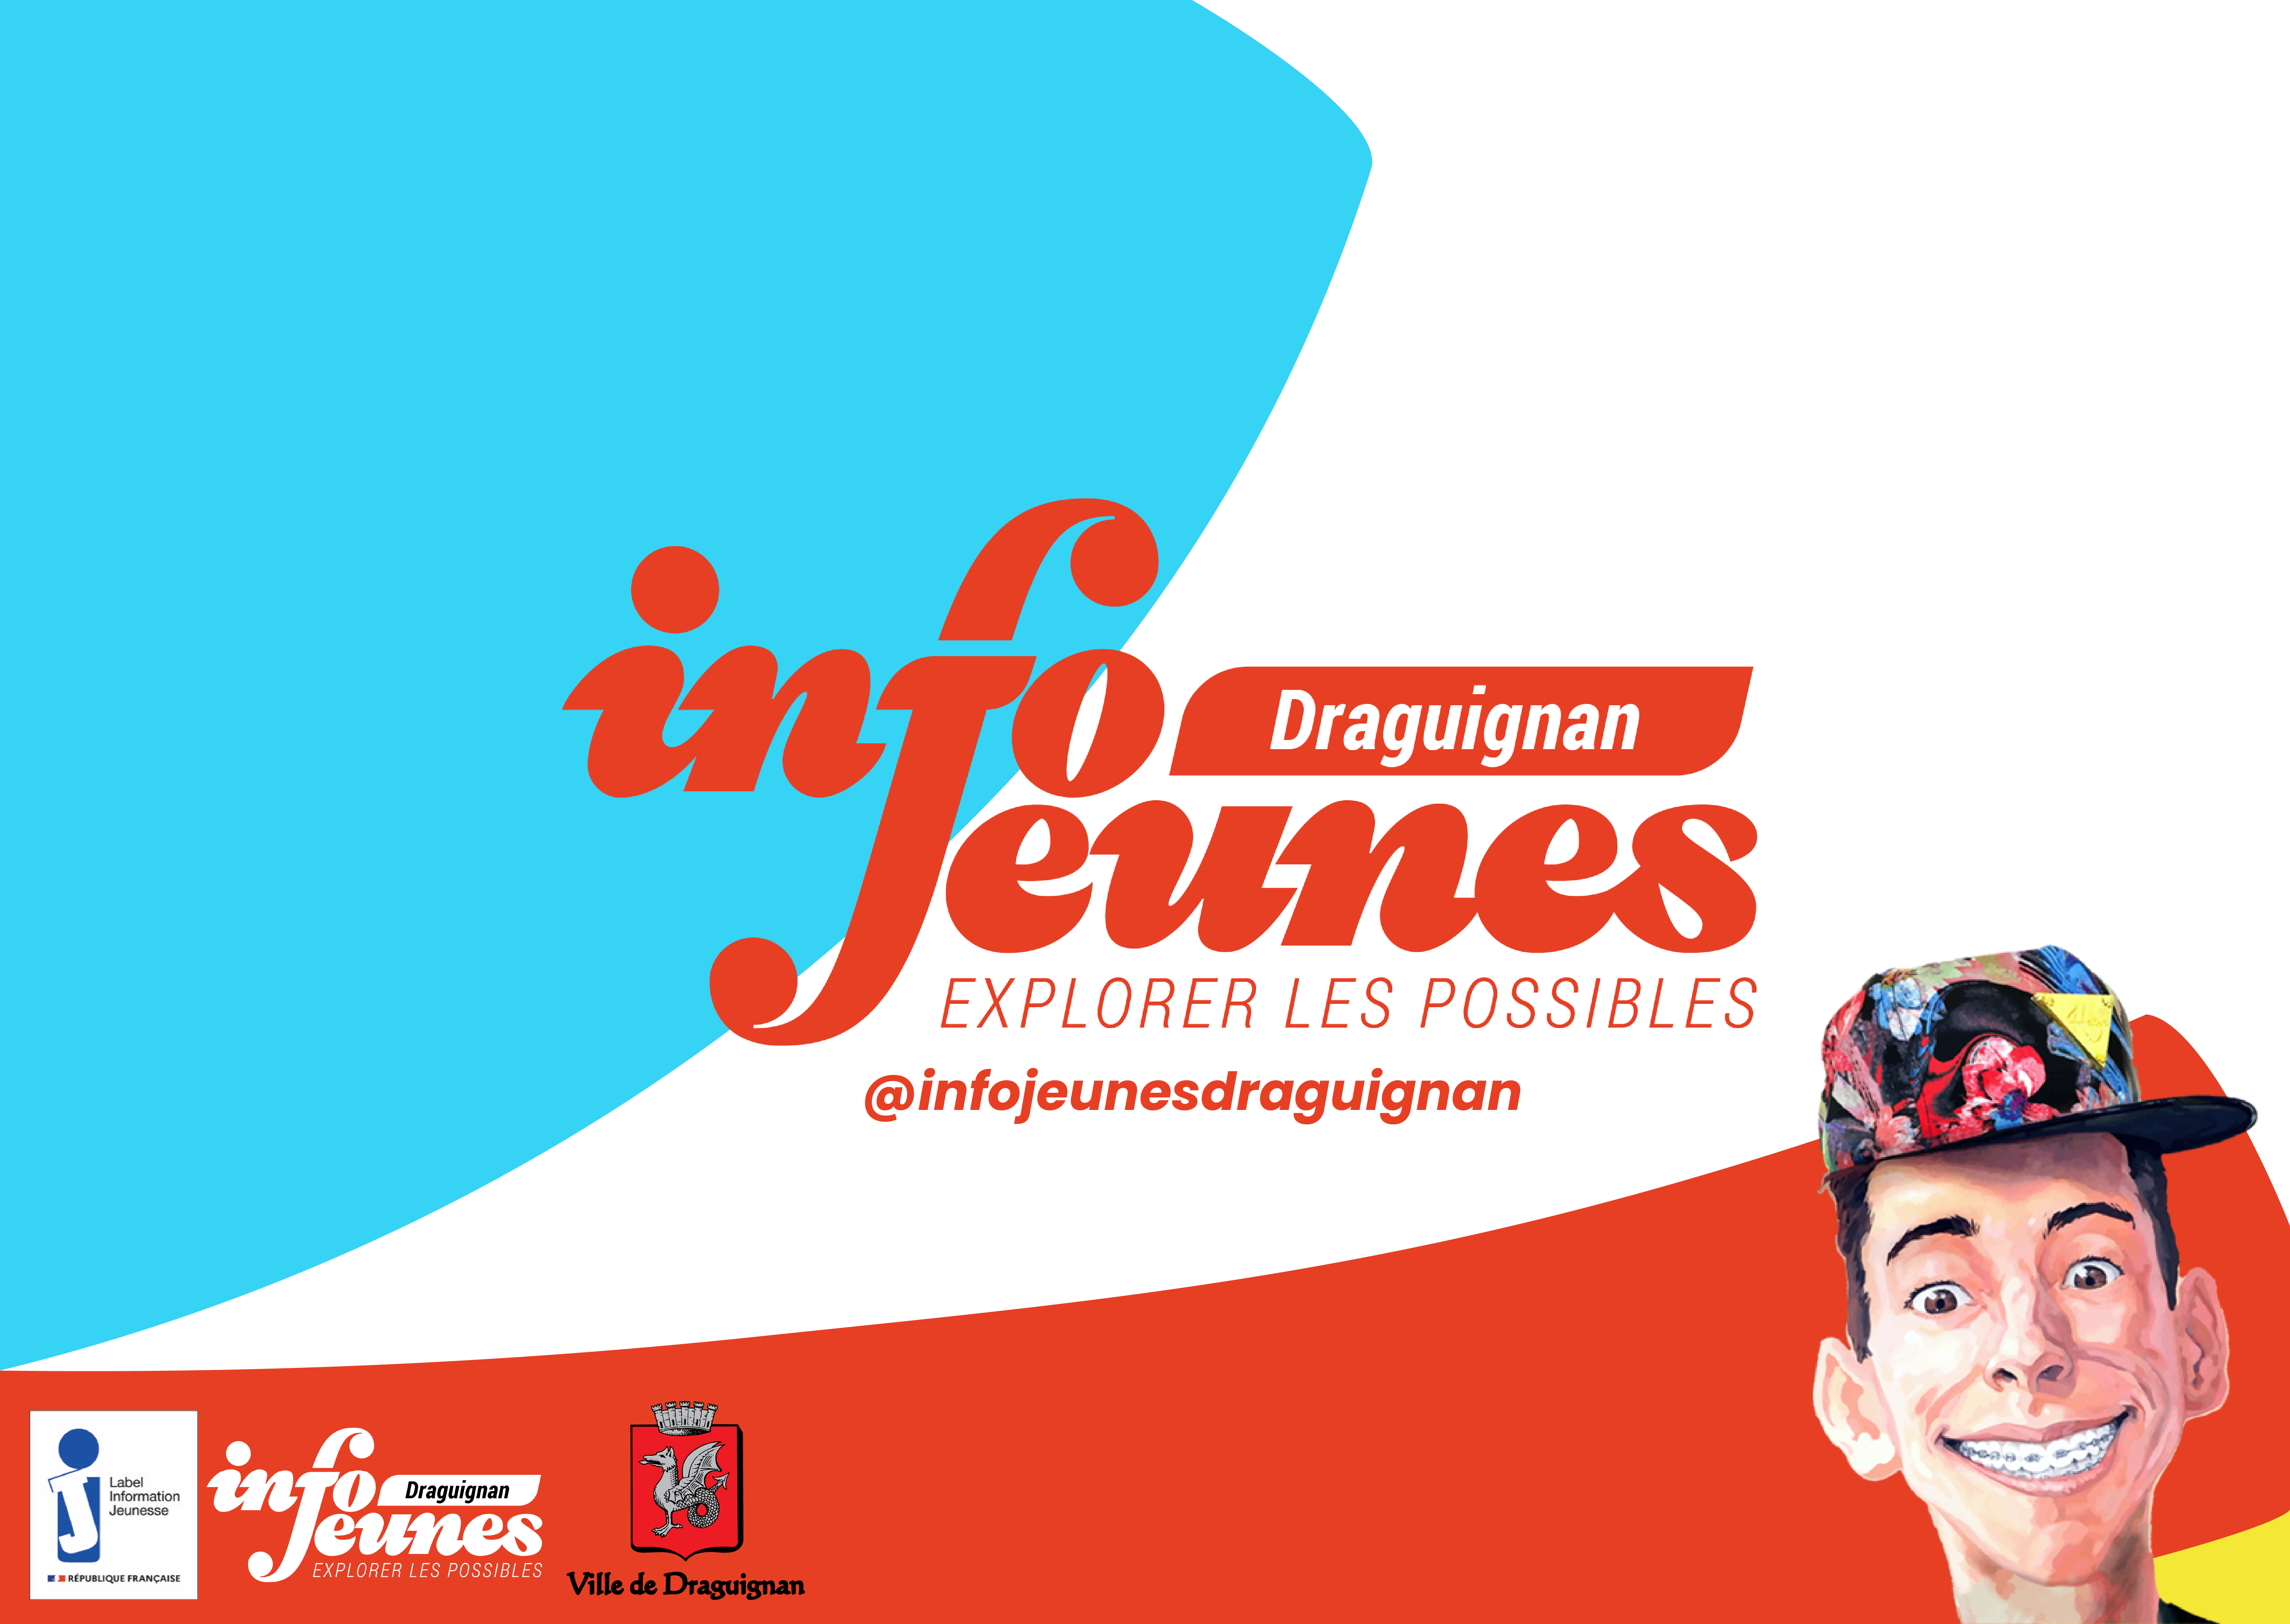 info
Draguignan
Jeunes
EXPLORER LES POSSIBLES
@infojeunesdraguignan
Label
Information
Jeunesse
RÉPUBLIQUE FRANÇAISE
info
Draguignan
Jeunes
EXPLORER LES POSSIBLES
Ville de Draguignan